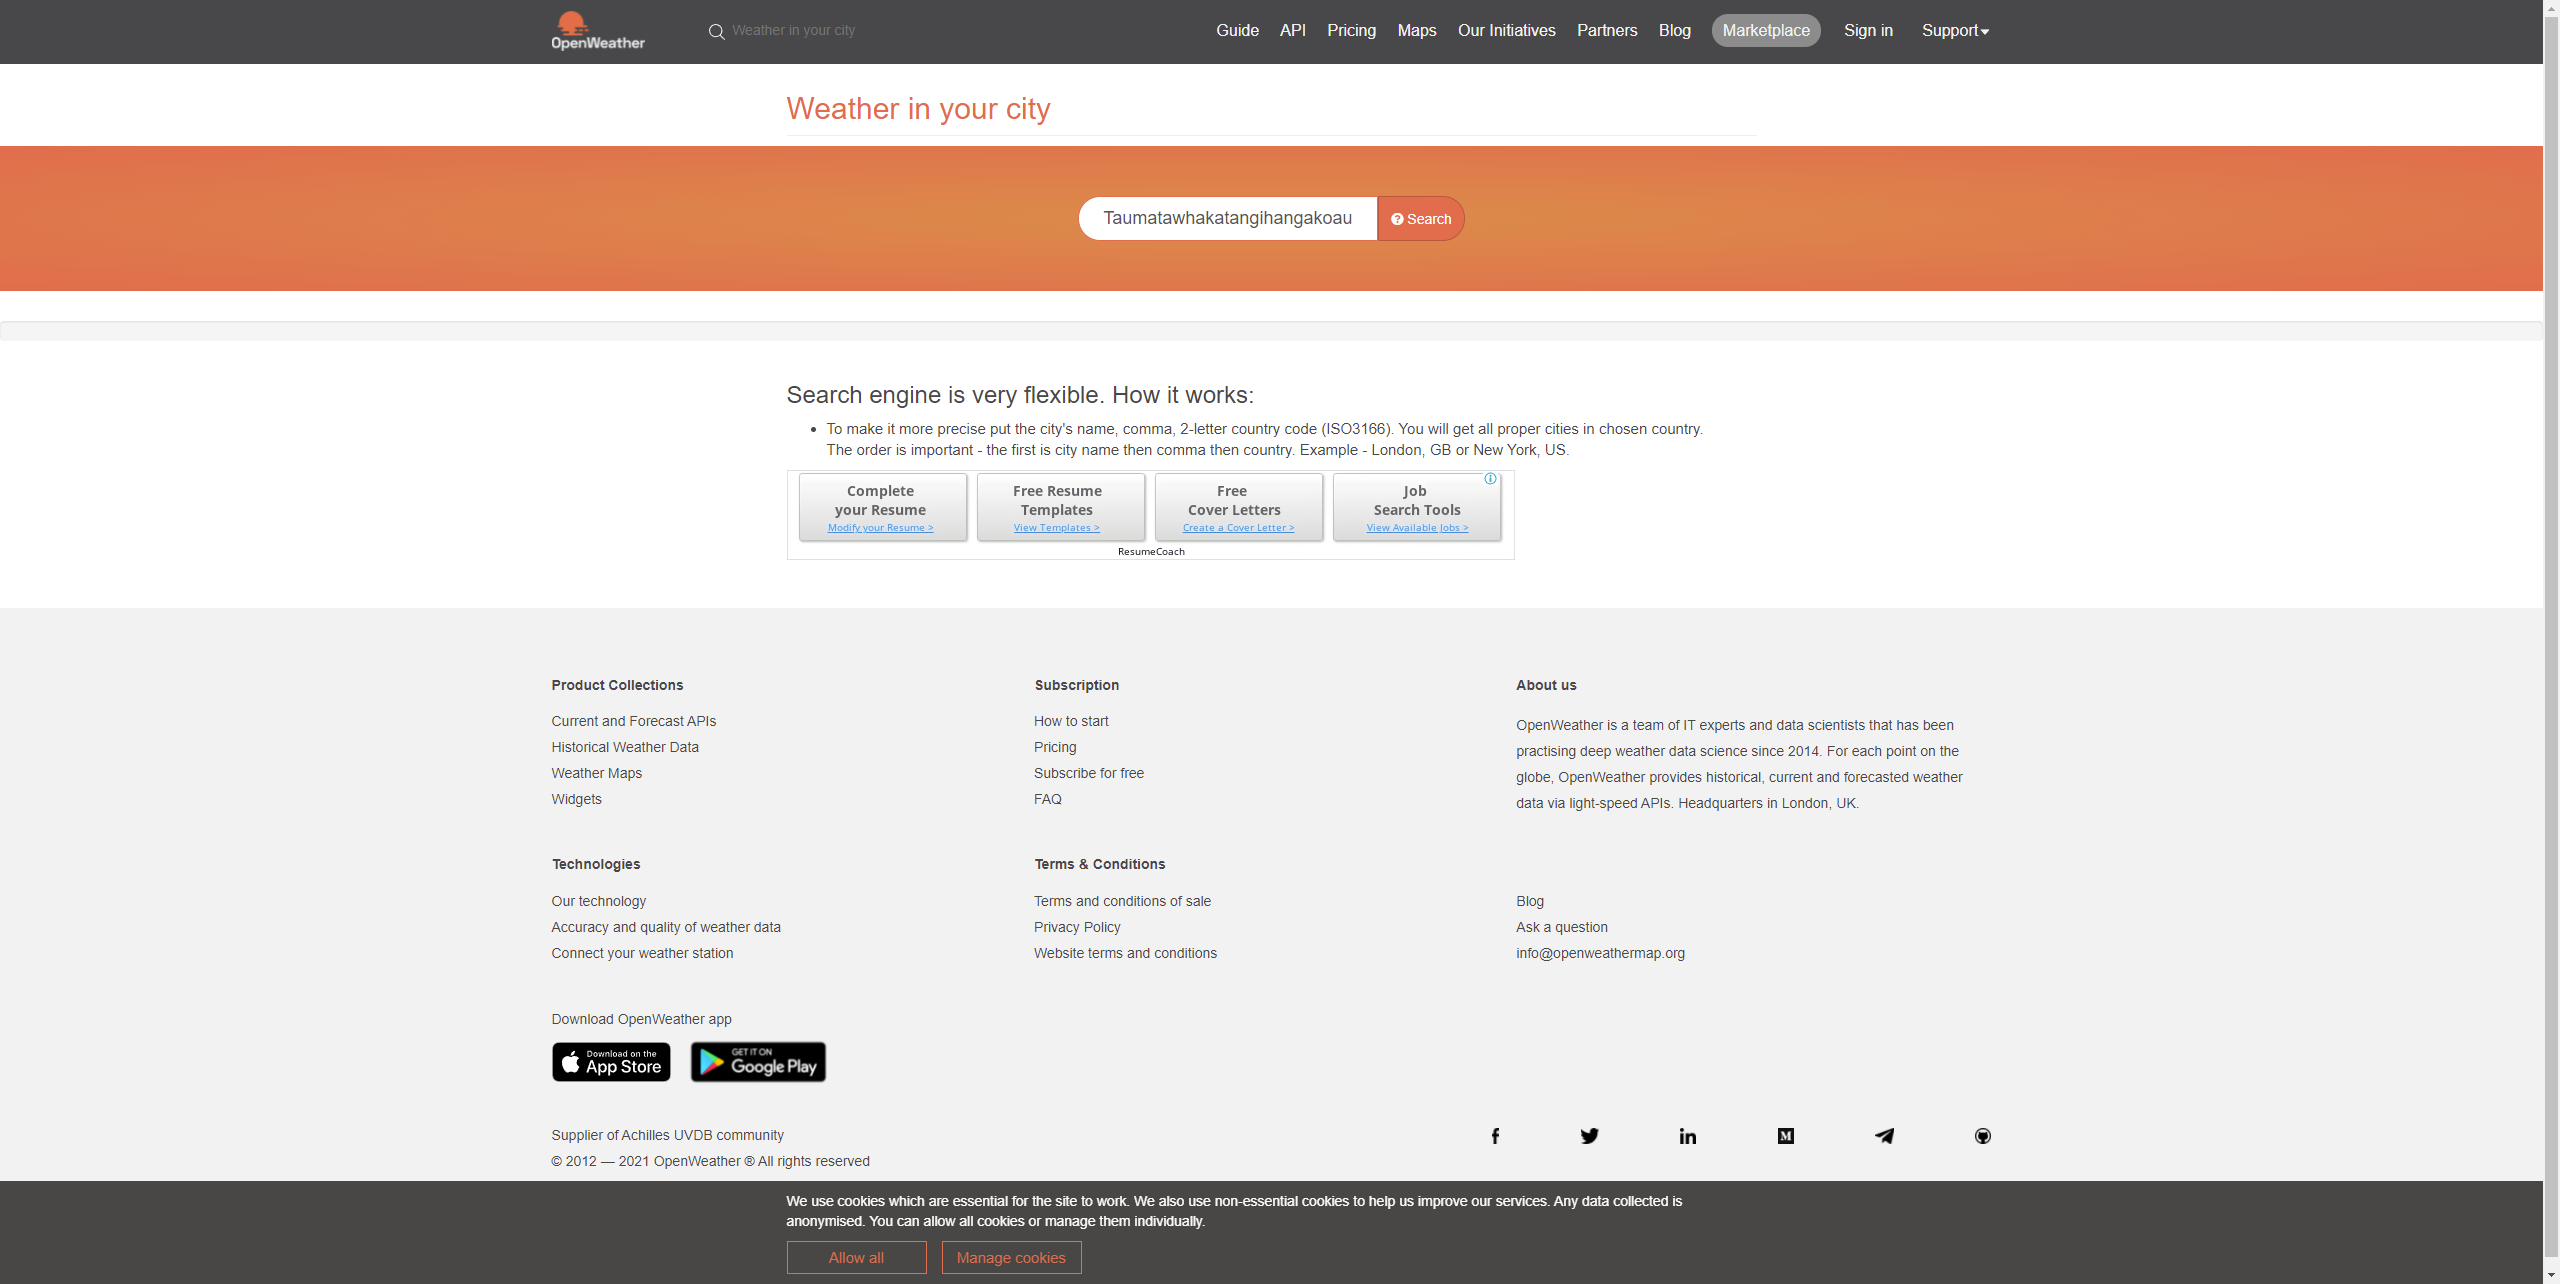 OpenWeather
Weather in your city
Guide API Pricing Maps Our Initiatives Partners Blog Marketplace Sign in Support
Weather in your city
Taumatawhakatangihangakoau
Search
Search engine is very flexible. How it works:
• To make it more precise put the city's name, comma, 2-letter country code (ISO3166). You will get all proper cities in chosen country.
The order is important - the first is city name then comma then country. Example - London, GB or New York, US.
Complete
your Resume
Modify your Resume >
Free Resume
Templates
View Templates >
Free
Cover Letters
Create a Cover Letter >
Job
Search Tools
View Available Jobs >
ResumeCoach
Product Collections
Current and Forecast APIs
Historical Weather Data
Weather Maps
Widgets
Subscription
How to start
Pricing
Subscribe for free
FAQ
About us
OpenWeather is a team of IT experts and data scientists that has been
practising deep weather data science since 2014. For each point on the
globe, OpenWeather provides historical, current and forecasted weather
data via light-speed APIs. Headquarters in London, UK.
Technologies
Our technology
Accuracy and quality of weather data
Connect your weather station
Terms & Conditions
Terms and conditions of sale
Privacy Policy
Website terms and conditions
Blog
Ask a question
info@openweathermap.org
Download OpenWeather app
Download on the
App Store
GET IT ON
Google Play
Supplier of Achilles UVDB community
© 2012 — 2021 OpenWeather ® All rights reserved
We use cookies which are essential for the site to work. We also use non-essential cookies to help us improve our services. Any data collected is
anonymised. You can allow all cookies or manage them individually.
Allow all
Manage cookies